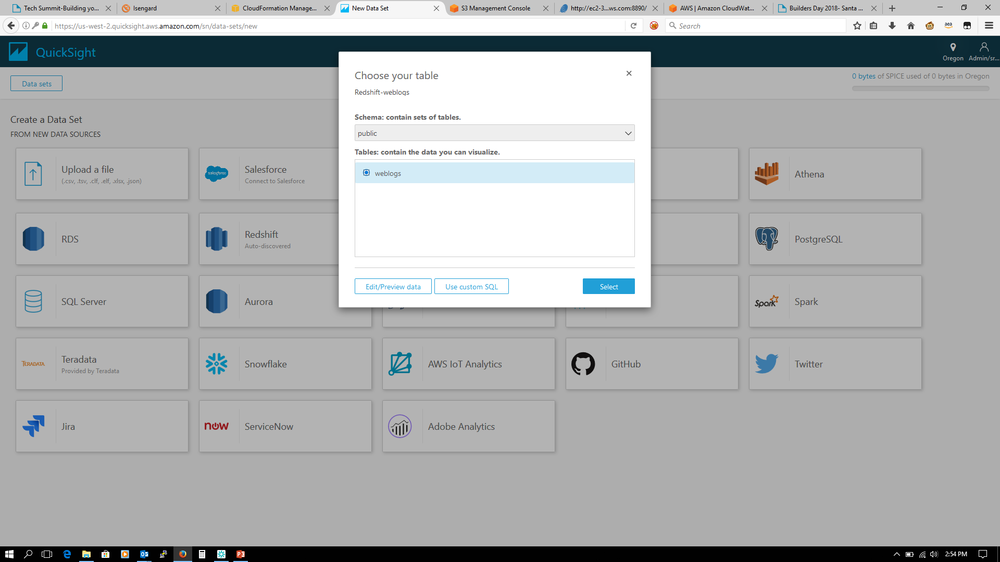 Tech Summit-Building yo...
Isengard
CloudFormation Manage...
New Data Set
S3 Management Console
http://ec2-3...ws.com:8890/
AWS | Amazon CloudWat...
Builders Day 2018- Santa ...
https://us-west-2.quicksight.aws.amazon.com/sn/data-sets/new
Search
aea
QuickSight
Oregon
Admin/sr...
Data sets
0 bytes of SPICE used of 0 bytes in Oregon
Choose your table
Redshift-weblogs
Schema: contain sets of tables.
public
Tables: contain the data you can visualize.
weblogs
Edit/Preview data
Use custom SQL
Select
Create a Data Set
FROM NEW DATA SOURCES
Upload a file
(.csv, .tsv, .clf, .elf, .xlsx, .json)
salesforce
Salesforce
Connect to Salesforce
Athena
RDS
Redshift
Auto-discovered
PostgreSQL
SQL Server
Aurora
Spark
Spark
TERADATA
Teradata
Provided by Teradata
Snowflake
AWS IoT Analytics
GitHub
Twitter
Jira
now
ServiceNow
Adobe Analytics
2:54 PM